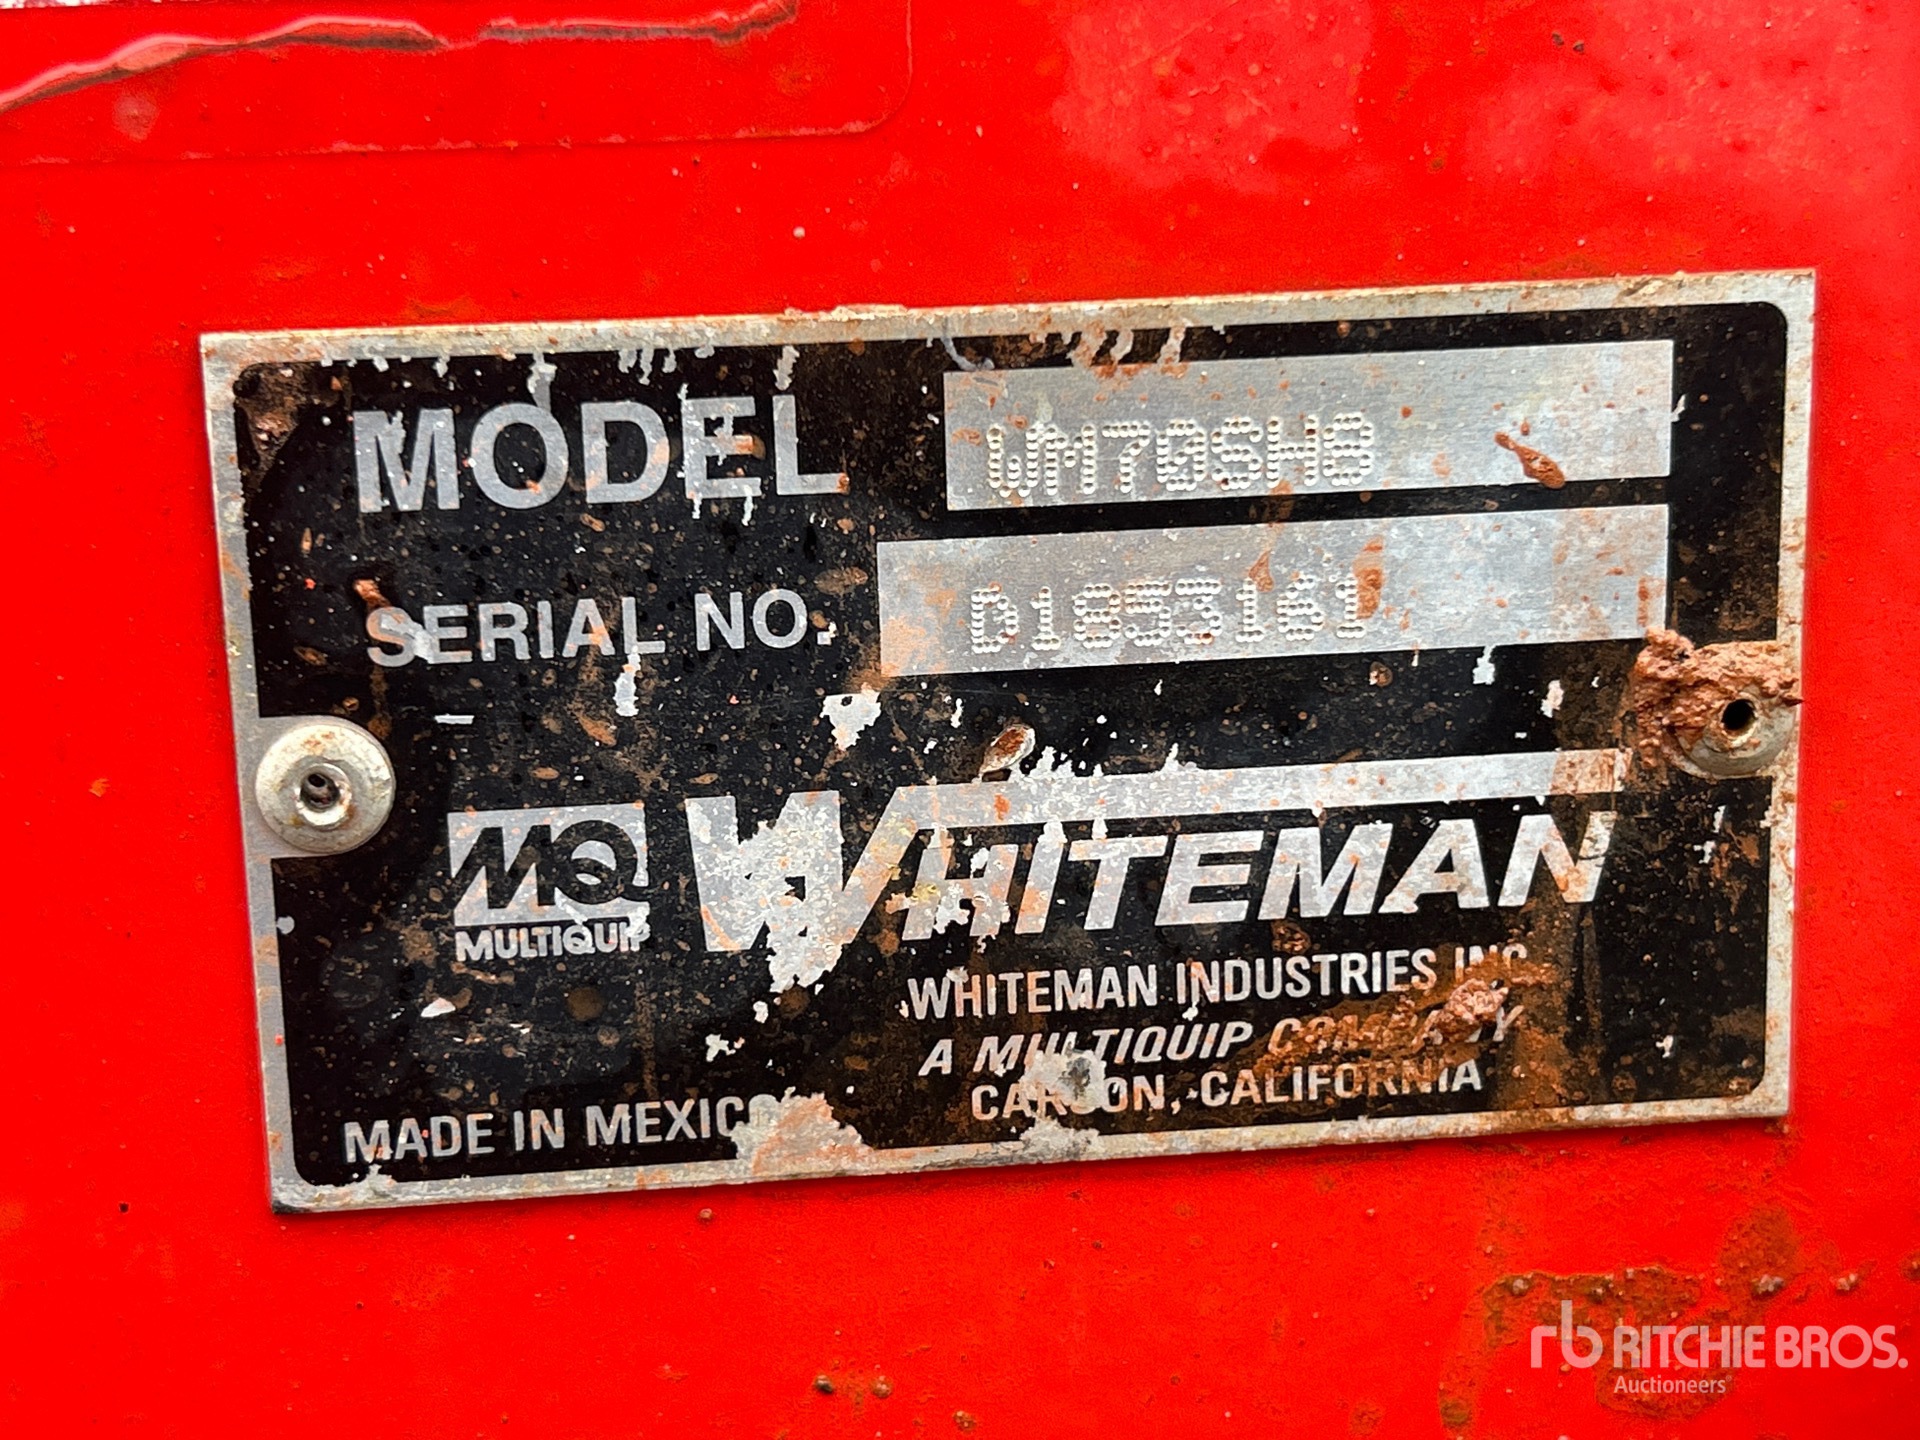 MODEL WM70SH8
SERIAL NO. D1853161
MQ WHITEMAN
MULTIQUIP
WHITEMAN INDUSTRIES INC.
A MULTIQUIP COMPANY
CARSON, CALIFORNIA
MADE IN MEXICO
rb RITCHIE BROS.
Auctioneers